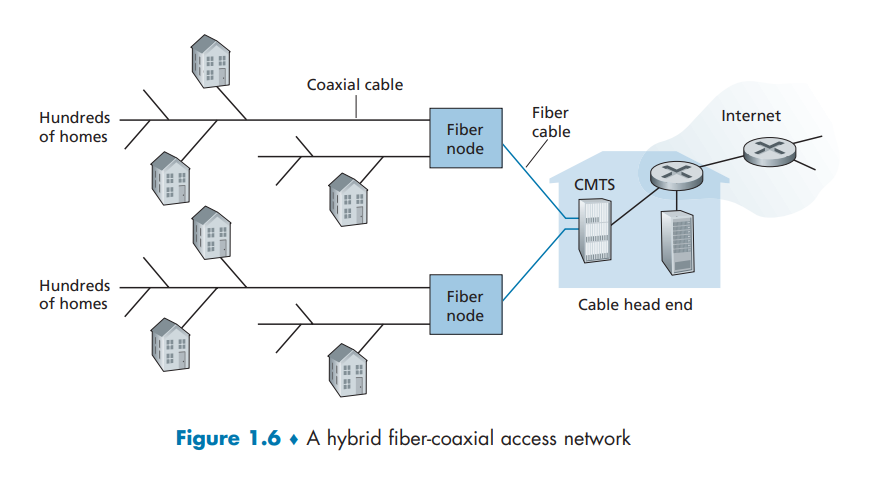 Coaxial cable
Hundreds
of homes
Fiber
node
Fiber
cable
Internet
CMTS
Hundreds
of homes
Fiber
node
Cable head end
Figure 1.6 ♦ A hybrid fiber-coaxial access network